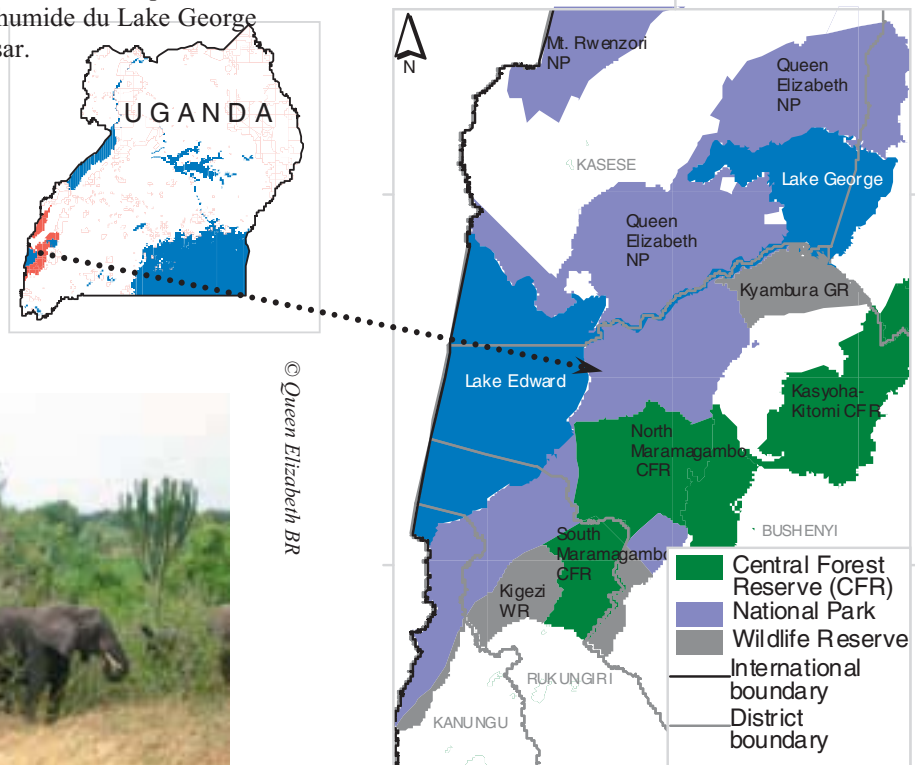 humide du Lake George
sar.
UGANDA
© Queen Elizabeth BR
N
Mt. Rwenzori
NP
Queen
Elizabeth
NP
KASESE
Lake George
Queen
Elizabeth
NP
Kyambura GR
Lake Edward
Kasyoha-
Kitomi CFR
North
Maramagambo
CFR
BUSHENYI
South
Maramagambo
CFR
Kigezi
WR
RUKUNGIRI
KANUNGU
Central Forest
Reserve (CFR)
National Park
Wildlife Reserve
International
boundary
District
boundary